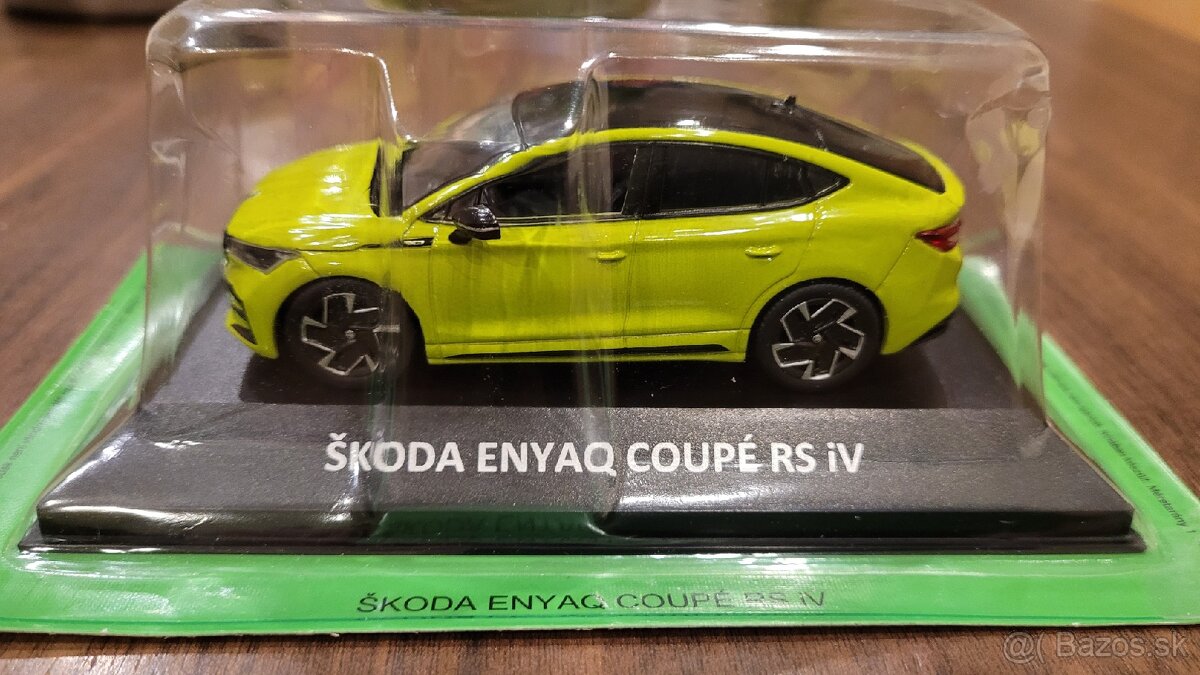 ŠKODA ENYAQ COUPÉ RS iV
ŠKODA ENYAQ COUPÉ RS iV
@( Bazos.sk